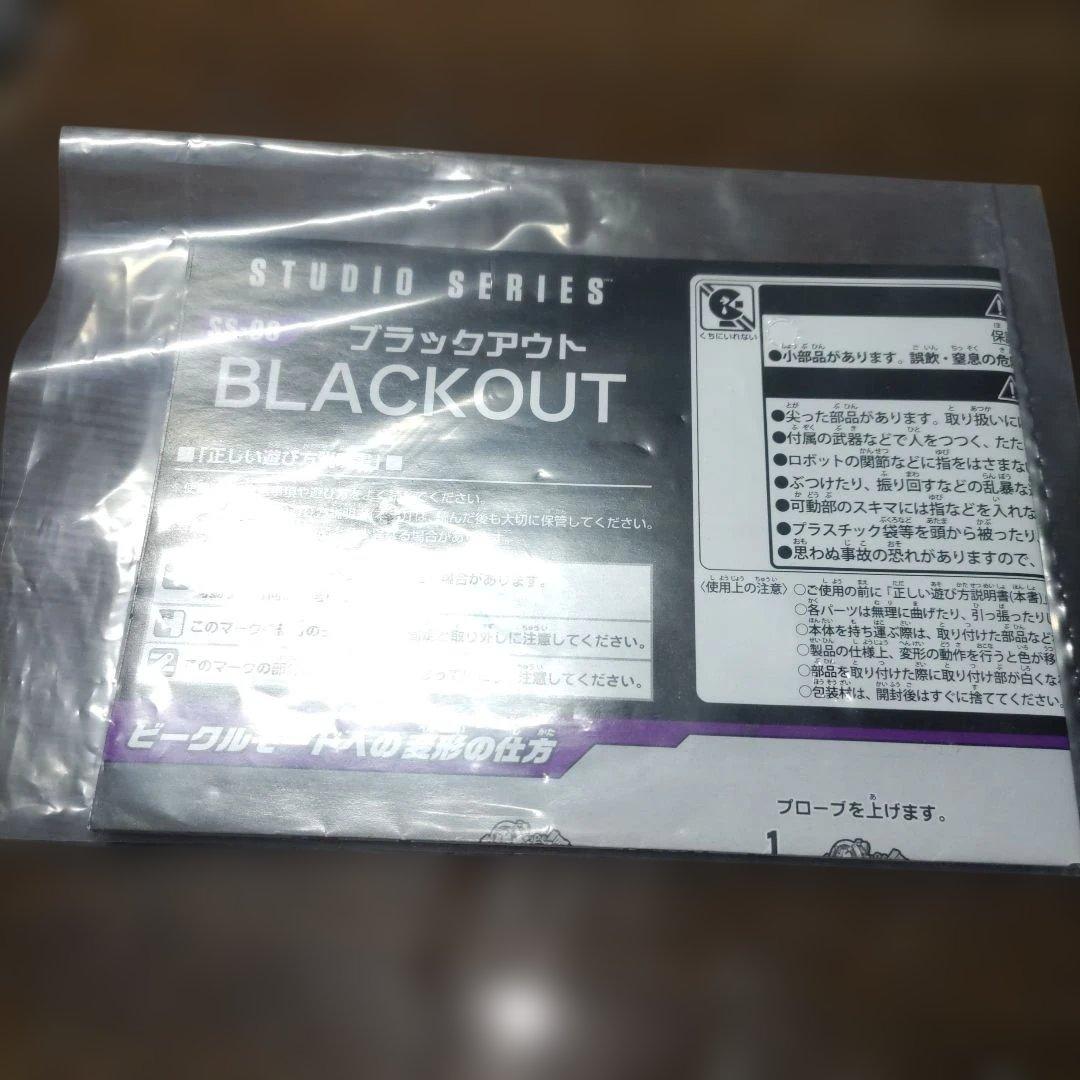 STUDIO SERIES
SS-08
ブラックアウト
BLACKOUT
■「正しい遊び方
ください。
んだ後も大切に保管してください。
場合があります。
場合があります。
このマーク
取り外しに注意してください。
このマークの部
注意してください。
くちにいれない
保
●小部品があります。誤飲・窒息の危
●尖った部品があります。取り扱いに
●付属の武器などで人をつつく、たた
●ロボットの関節などに指をはさまな
●ぶつけたり、振り回すなどの乱暴な
●可動部のスキマには指などを入れな
●プラスチック袋等を頭から被ったり
●思わぬ事故の恐れがありますので、
〈使用上の注意〉
○ご使用の前に「正しい遊び方説明書(本書)」
○各パーツは無理に曲げたり、引っ張ったりし
○本体を持ち運ぶ際は、取り付けた部品など
○製品の仕様上、変形の動作を行うと色が移
○部品を取り付けた際に取り付け部が白くな
○包装材は、開封後はすぐに捨ててください。
ビークルモードへの変形の仕方
プローブを上げます。
1